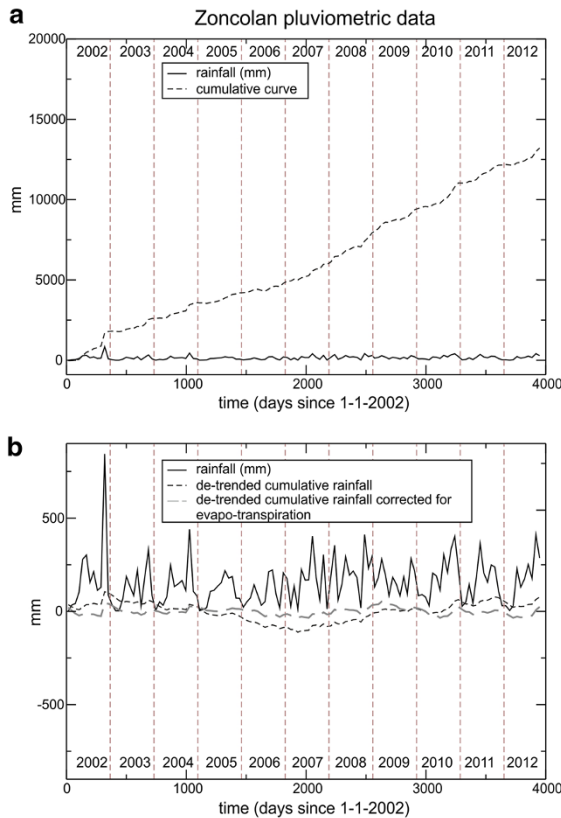 a
Zoncolan pluviometric data
20000
2002 2003 2004 2005 2006 2007 2008 2009 2010 2011 2012
rainfall (mm)
cumulative curve
15000
mm
10000
5000
0
0 1000 2000 3000 4000
time (days since 1-1-2002)
b
rainfall (mm)
de-trended cumulative rainfall
de-trended cumulative rainfall corrected for
evapo-transpiration
500
mm
0
-500
2002 2003 2004 2005 2006 2007 2008 2009 2010 2011 2012
0 1000 2000 3000 4000
time (days since 1-1-2002)